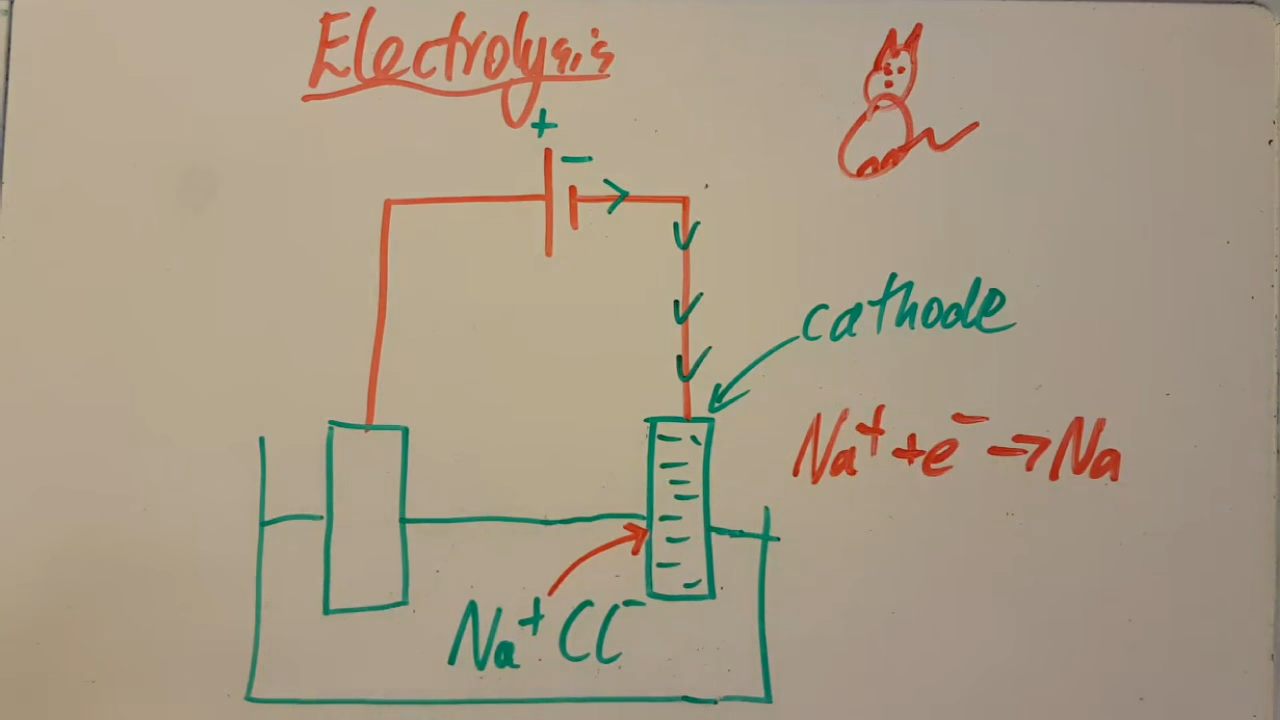 Electrolysis
+
−
cathode
Na⁺ + e⁻ → Na
Na⁺ Cl⁻